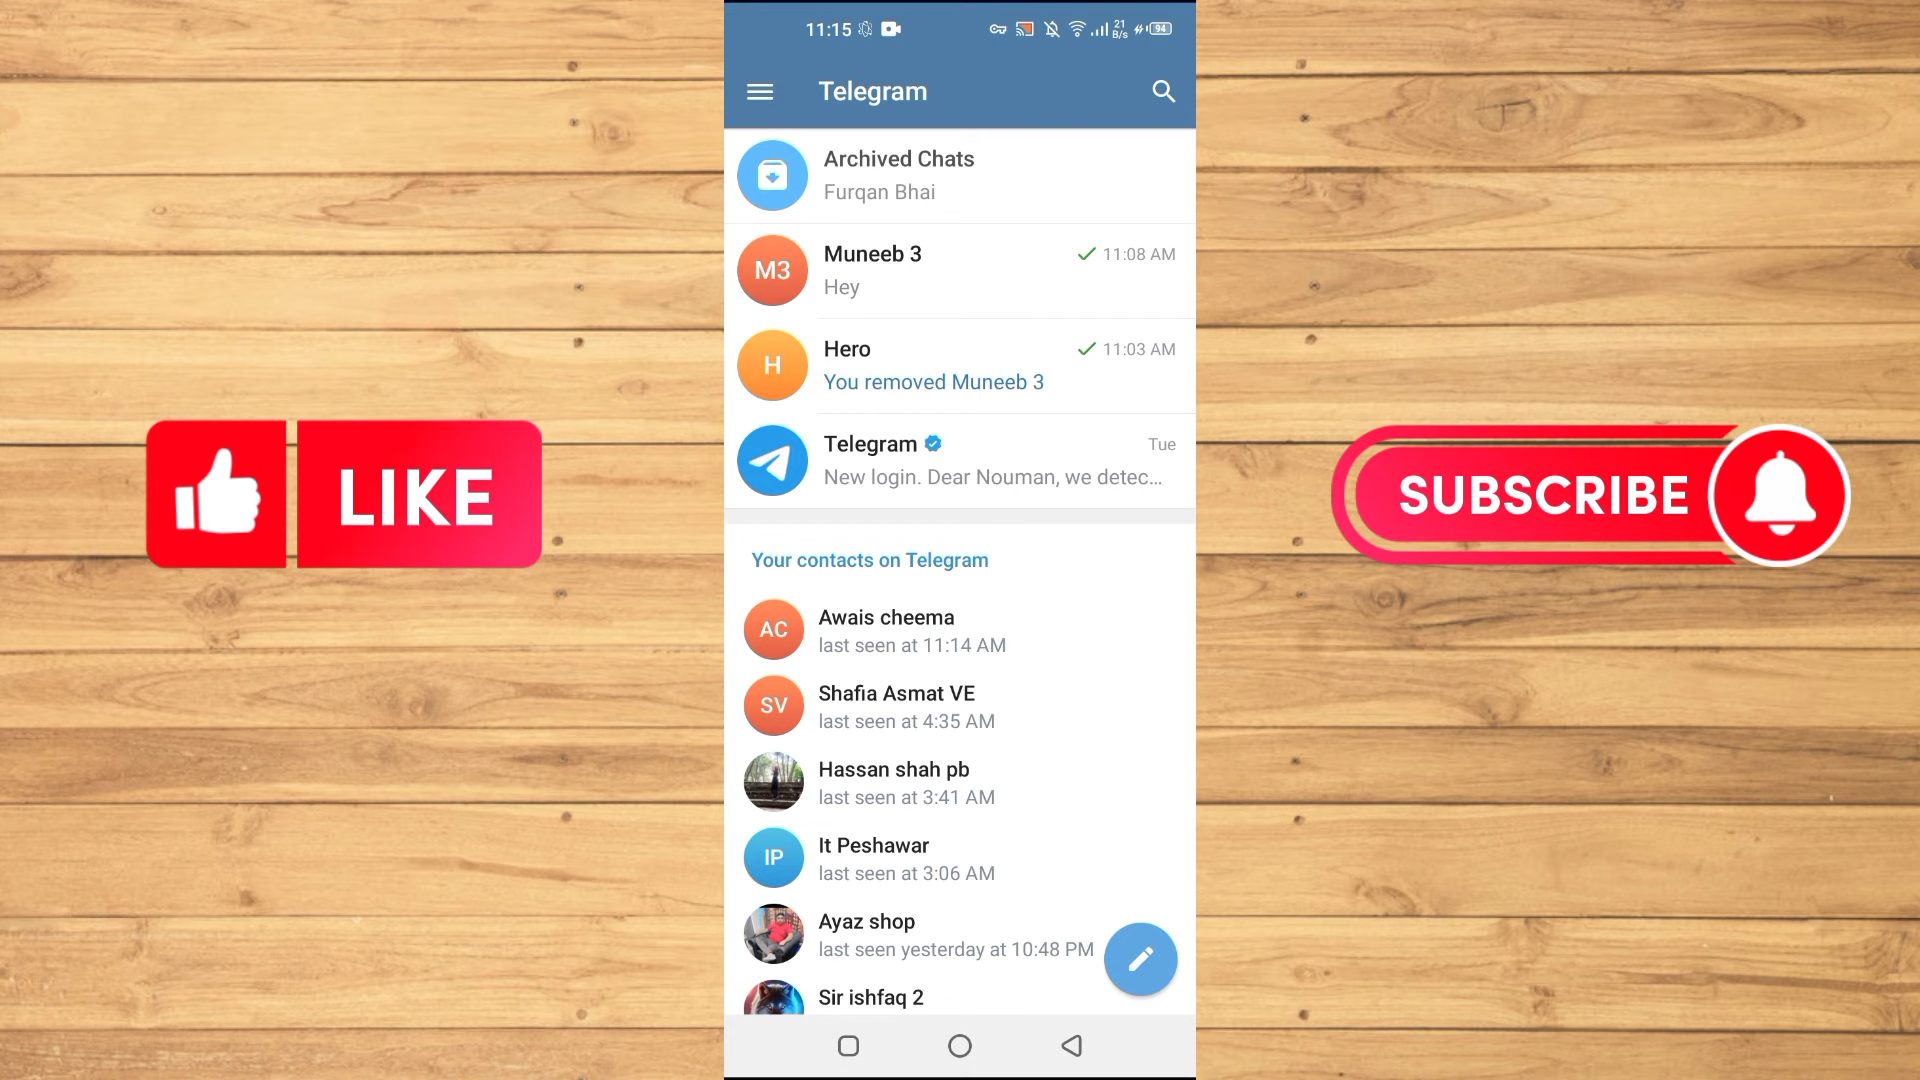 11:15
21
B/s
94
Telegram
Archived Chats
Furqan Bhai
M3
Muneeb 3
11:08 AM
Hey
H
Hero
11:03 AM
You removed Muneeb 3
Telegram
Tue
New login. Dear Nouman, we detec...
LIKE
SUBSCRIBE
Your contacts on Telegram
AC
Awais cheema
last seen at 11:14 AM
SV
Shafia Asmat VE
last seen at 4:35 AM
Hassan shah pb
last seen at 3:41 AM
IP
It Peshawar
last seen at 3:06 AM
Ayaz shop
last seen yesterday at 10:48 PM
Sir ishfaq 2